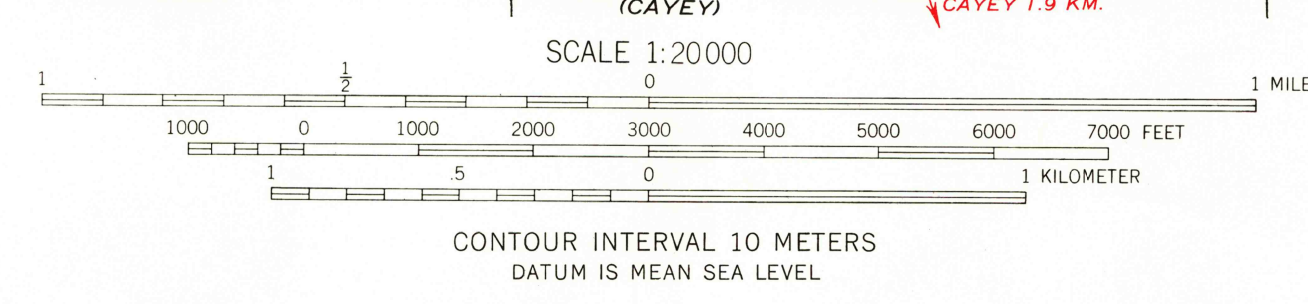 (CAYEY) CAYEY 1.9 KM.
SCALE 1:20000
1 1/2 0 1 MILE
1000 0 1000 2000 3000 4000 5000 6000 7000 FEET
1 .5 0 1 KILOMETER
CONTOUR INTERVAL 10 METERS
DATUM IS MEAN SEA LEVEL